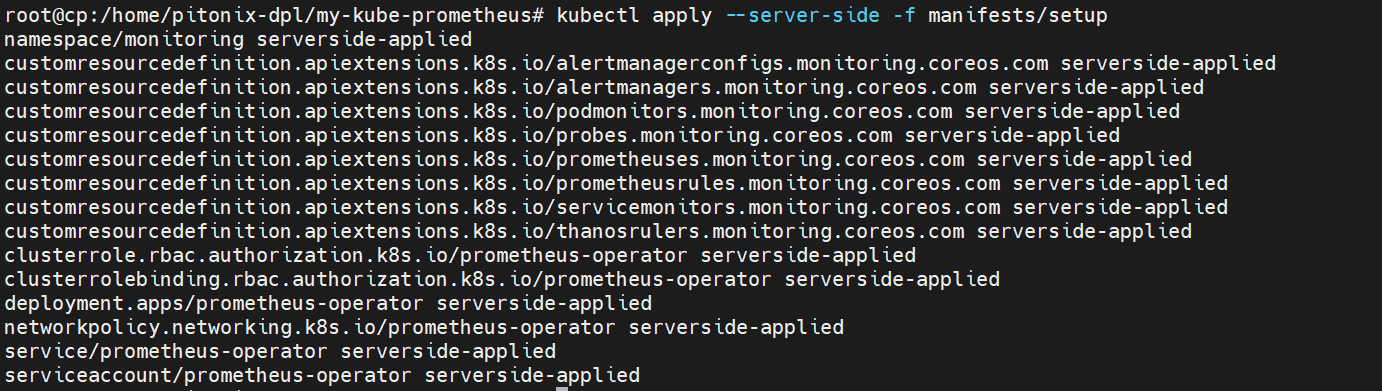 root@cp:/home/pitonix-dpl/my-kube-prometheus# kubectl apply --server-side -f manifests/setup
namespace/monitoring serverside-applied
customresourcedefinition.apiextensions.k8s.io/alertmanagerconfigs.monitoring.coreos.com serverside-applied
customresourcedefinition.apiextensions.k8s.io/alertmanagers.monitoring.coreos.com serverside-applied
customresourcedefinition.apiextensions.k8s.io/podmonitors.monitoring.coreos.com serverside-applied
customresourcedefinition.apiextensions.k8s.io/probes.monitoring.coreos.com serverside-applied
customresourcedefinition.apiextensions.k8s.io/prometheuses.monitoring.coreos.com serverside-applied
customresourcedefinition.apiextensions.k8s.io/prometheusrules.monitoring.coreos.com serverside-applied
customresourcedefinition.apiextensions.k8s.io/servicemonitors.monitoring.coreos.com serverside-applied
customresourcedefinition.apiextensions.k8s.io/thanosrulers.monitoring.coreos.com serverside-applied
clusterrole.rbac.authorization.k8s.io/prometheus-operator serverside-applied
clusterrolebinding.rbac.authorization.k8s.io/prometheus-operator serverside-applied
deployment.apps/prometheus-operator serverside-applied
networkpolicy.networking.k8s.io/prometheus-operator serverside-applied
service/prometheus-operator serverside-applied
serviceaccount/prometheus-operator serverside-applied